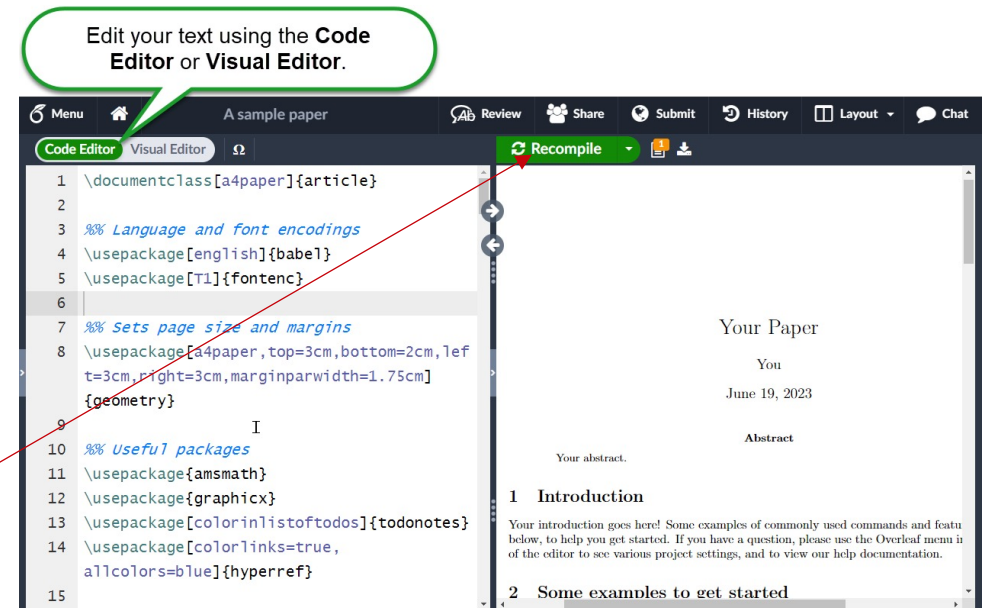 Edit your text using the Code
Editor or Visual Editor.
Menu A sample paper Review Share Submit History Layout Chat
Code Editor Visual Editor Ω Recompile 1
1 \documentclass[a4paper]{article}
2
3 %% Language and font encodings
4 \usepackage[english]{babel}
5 \usepackage[T1]{fontenc}
6
7 %% Sets page size and margins
8 \usepackage[a4paper,top=3cm,bottom=2cm,lef
t=3cm,right=3cm,marginparwidth=1.75cm]
{geometry}
9
10 %% Useful packages
11 \usepackage{amsmath}
12 \usepackage{graphicx}
13 \usepackage[colorinlistoftodos]{todonotes}
14 \usepackage[colorlinks=true,
allcolors=blue]{hyperref}
15
Your Paper
You
June 19, 2023
Abstract
Your abstract.
1 Introduction
Your introduction goes here! Some examples of commonly used commands and featu
below, to help you get started. If you have a question, please use the Overleaf menu in
of the editor to see various project settings, and to view our help documentation.
2 Some examples to get started